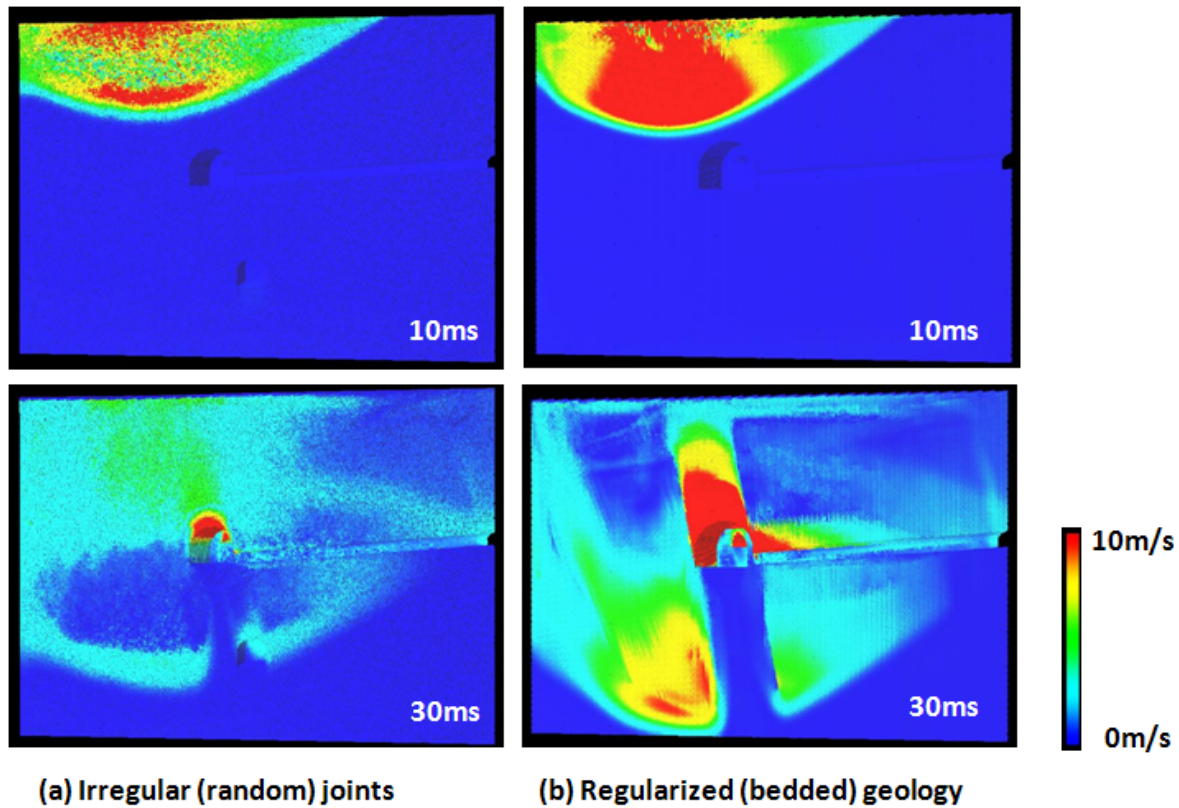 10ms
10ms
30ms
30ms
10m/s
0m/s
(a) Irregular (random) joints
(b) Regularized (bedded) geology